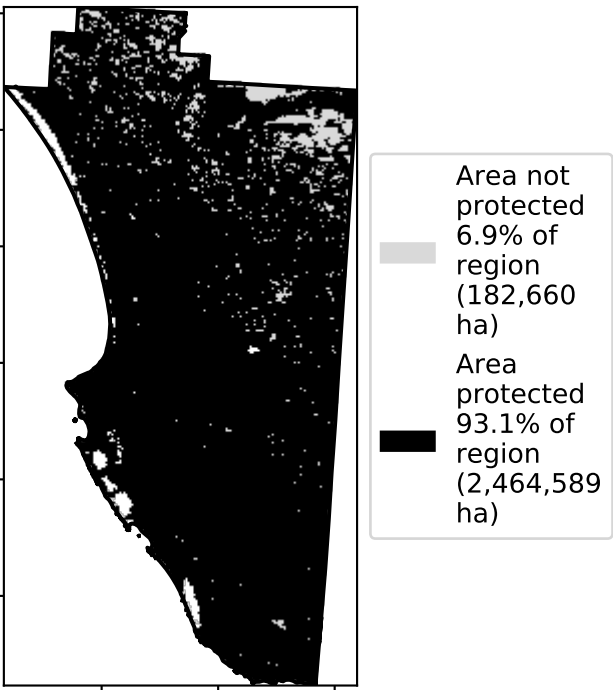 Area not
protected
6.9% of
region
(182,660
ha)
Area
protected
93.1% of
region
(2,464,589
ha)